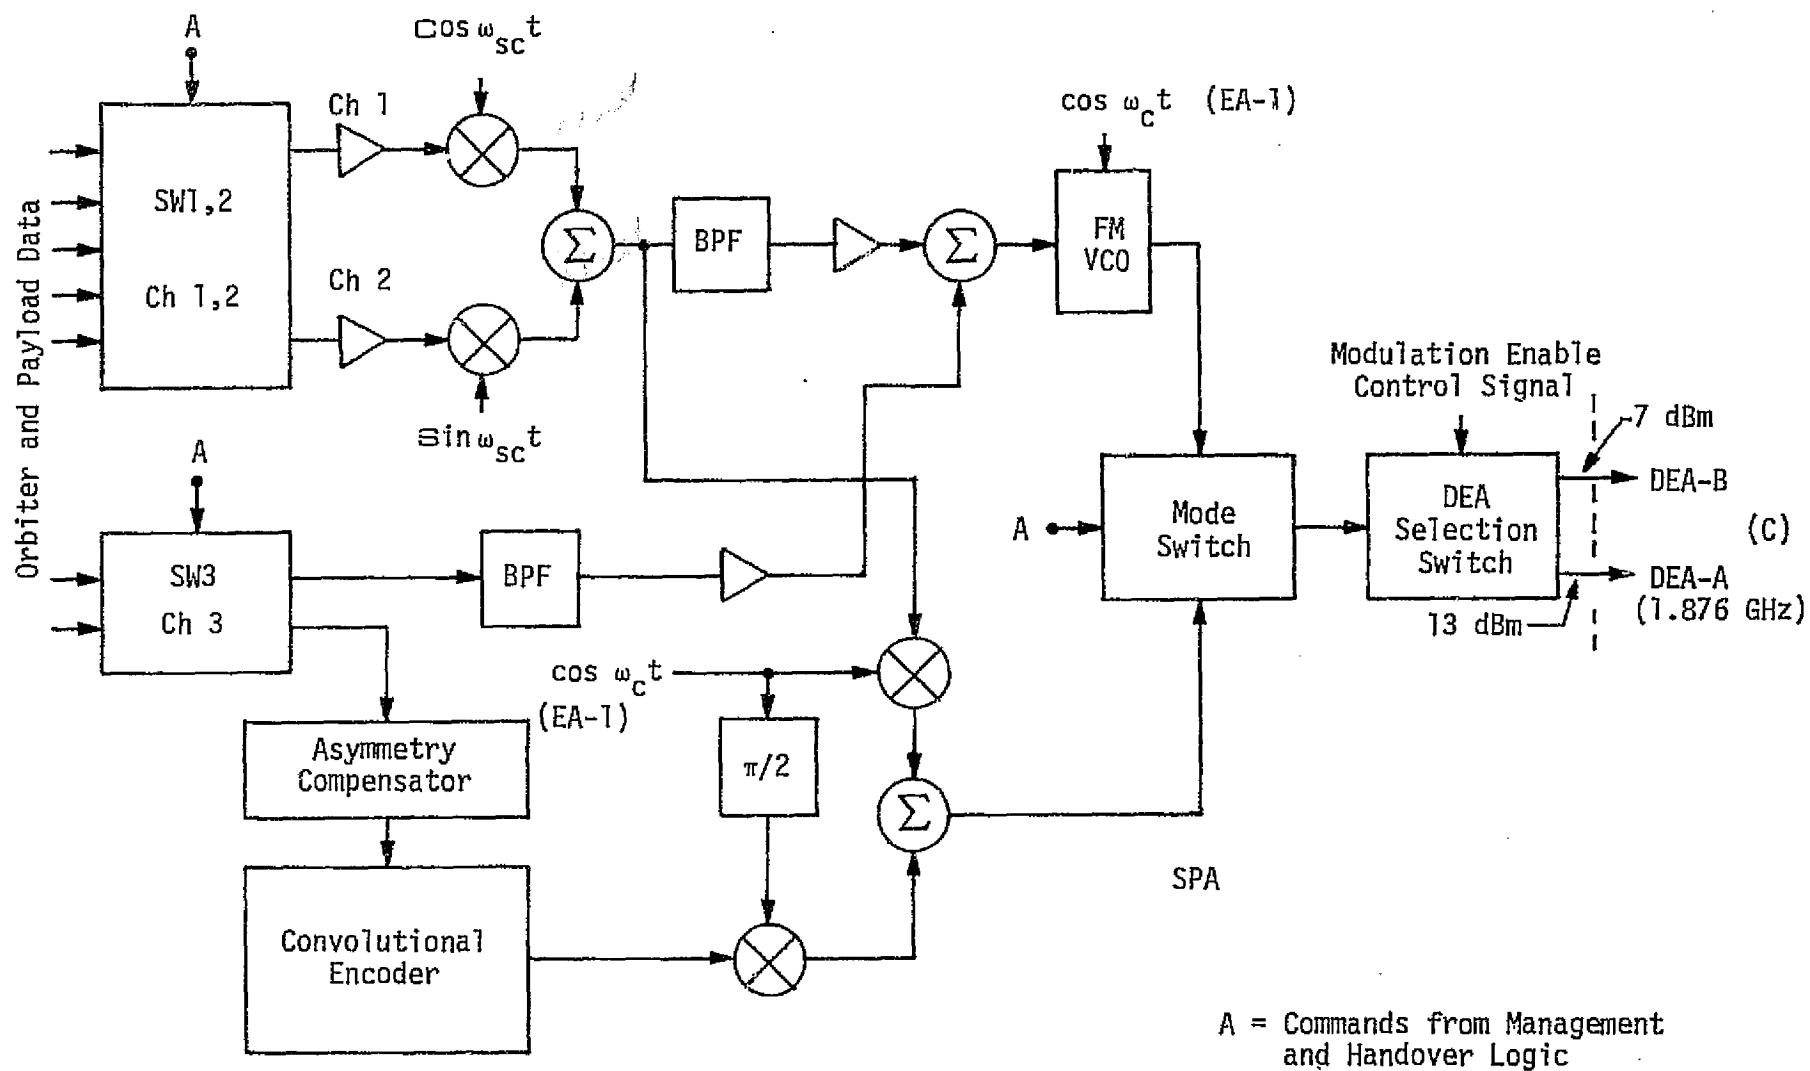 A
cos ω_sc t
Ch 1
cos ω_c t (EA-1)
SW1,2
Ch 1,2
Orbiter and Payload Data
Σ
BPF
Σ
FM
VCO
Ch 2
sin ω_sc t
A
Modulation Enable
Control Signal
-7 dBm
DEA-B
(C)
DEA-A
(1.876 GHz)
13 dBm
A
Mode
Switch
DEA
Selection
Switch
SW3
Ch 3
BPF
cos ω_c t
(EA-1)
Asymmetry
Compensator
π/2
Σ
SPA
Convolutional
Encoder
A = Commands from Management
and Handover Logic